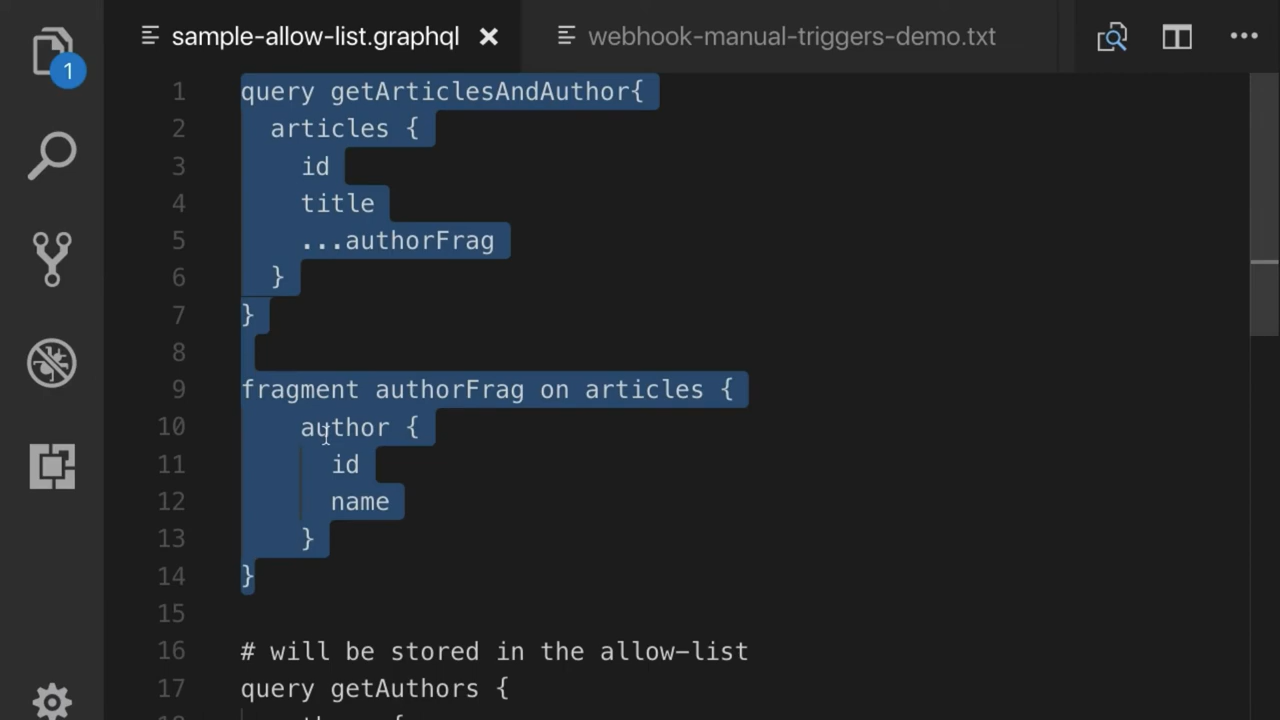 sample-allow-list.graphql
webhook-manual-triggers-demo.txt
1
1 query getArticlesAndAuthor{
2 articles {
3 id
4 title
5 ...authorFrag
6 }
7 }
8
9 fragment authorFrag on articles {
10 author {
11 id
12 name
13 }
14 }
15
16 # will be stored in the allow-list
17 query getAuthors {